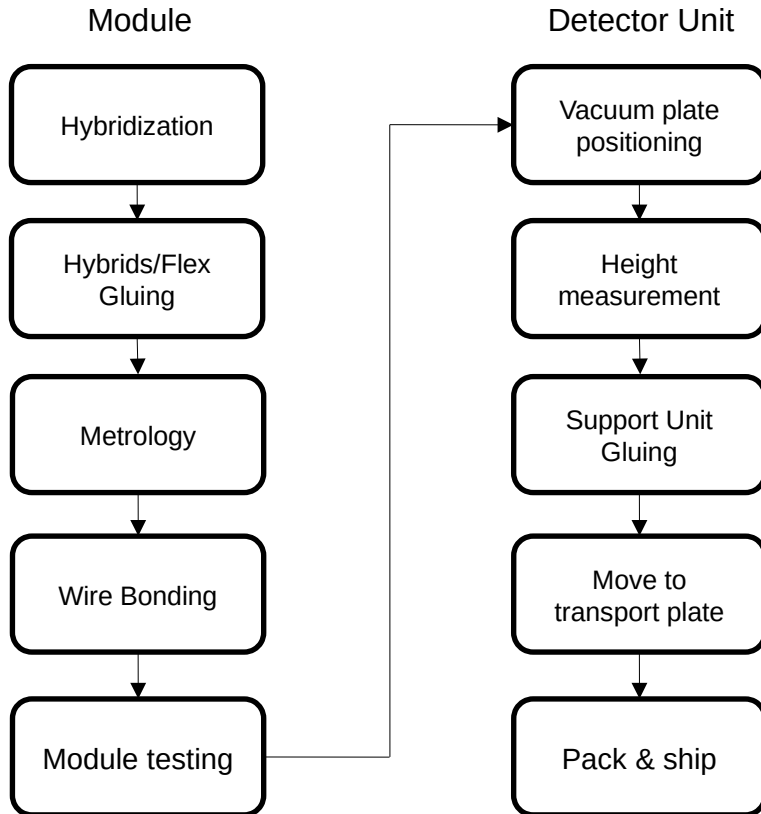 Module
Hybridization
Hybrids/Flex
Gluing
Metrology
Wire Bonding
Module testing
Detector Unit
Vacuum plate
positioning
Height
measurement
Support Unit
Gluing
Move to
transport plate
Pack & ship